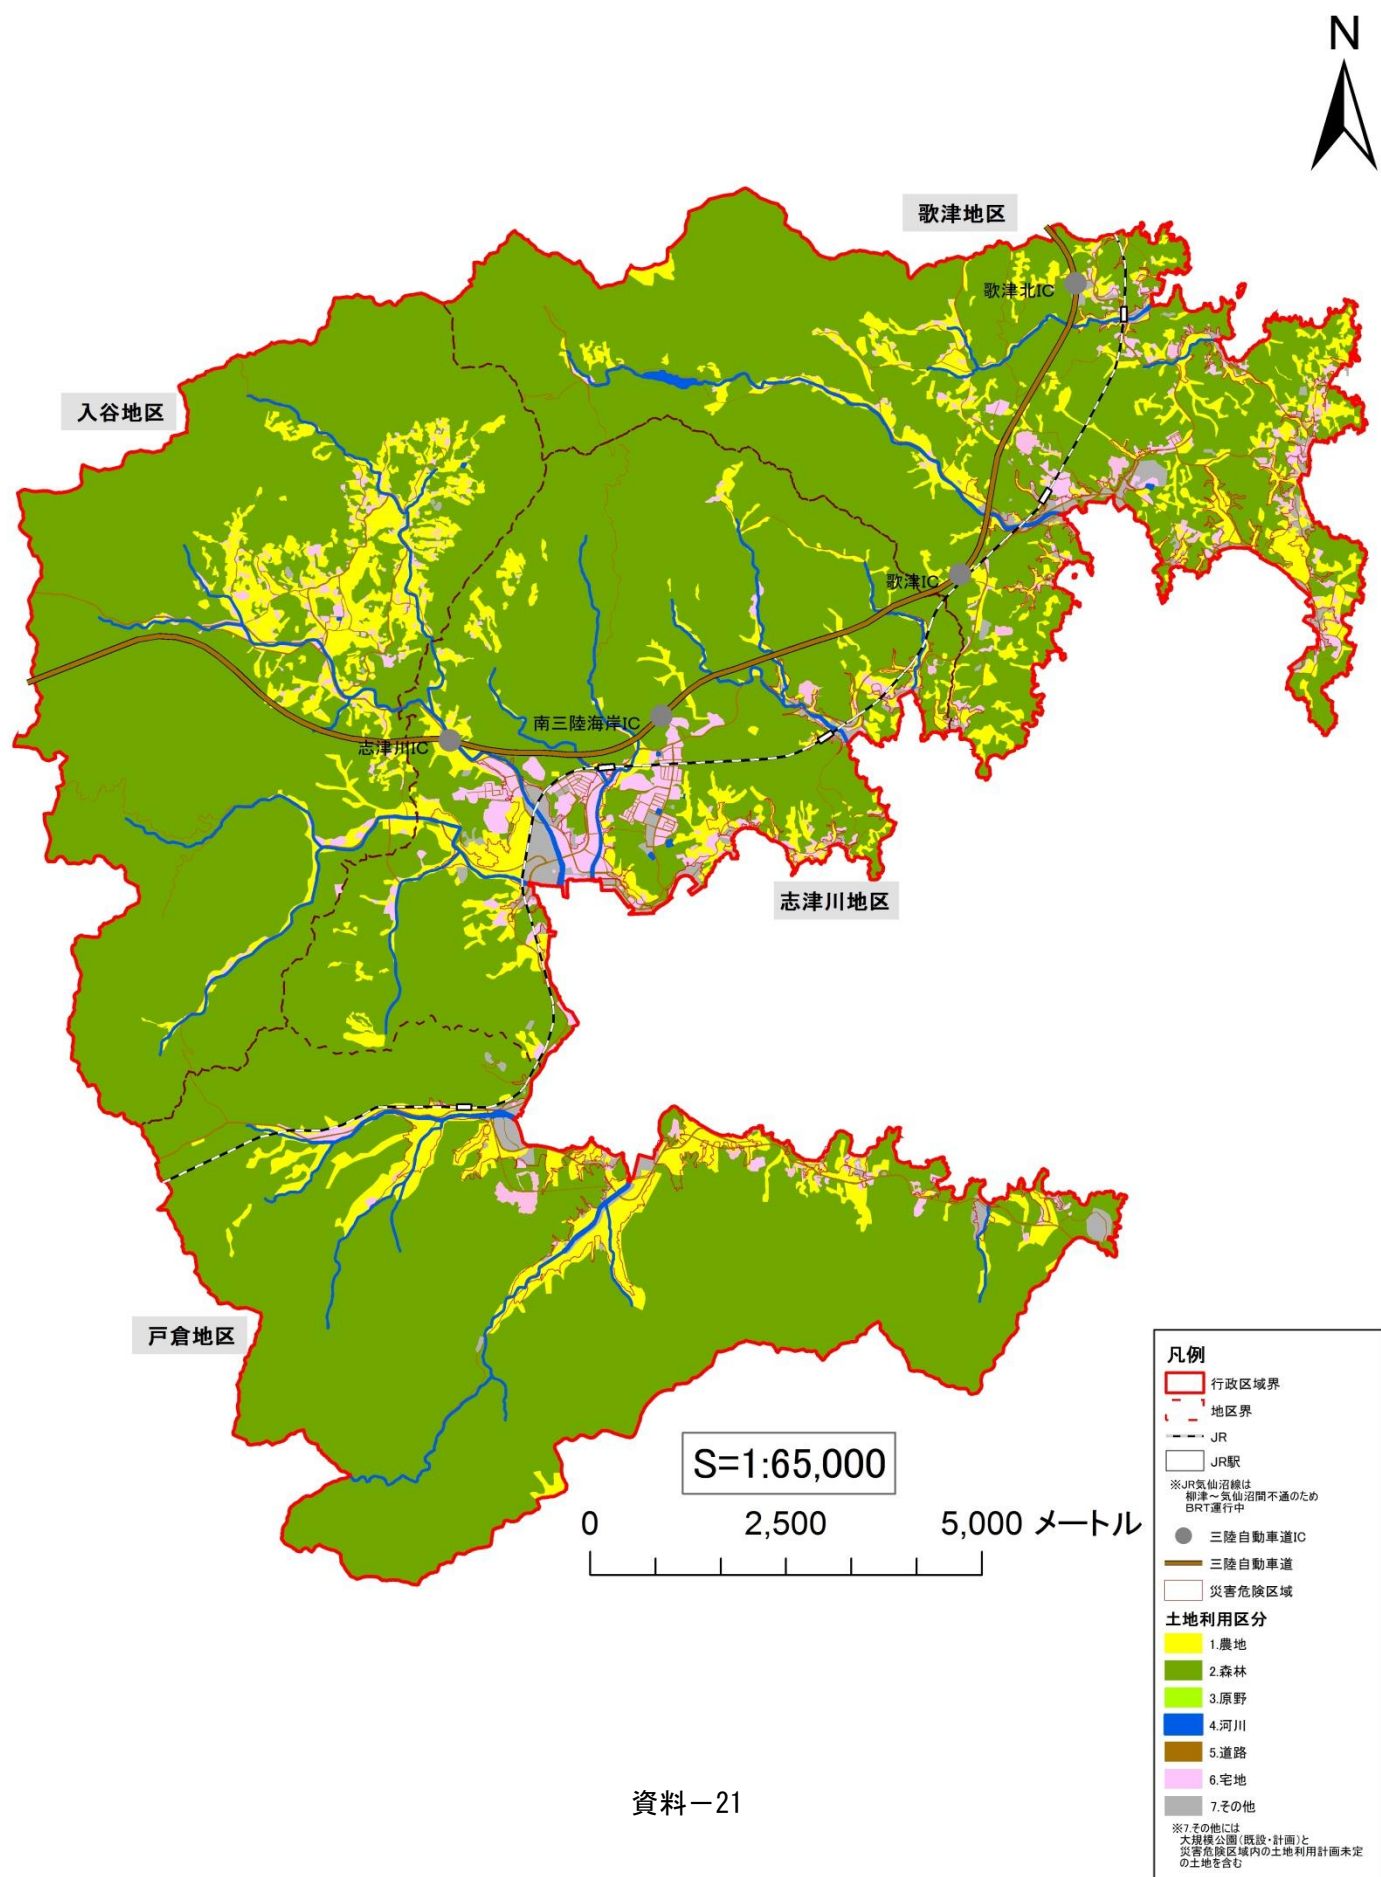 N
歌津地区
歌津北IC
入谷地区
歌津IC
南三陸海岸IC
志津川IC
志津川地区
戸倉地区
S=1:65,000
0 2,500 5,000 メートル
凡例
行政区域界
地区界
JR
JR駅
※JR気仙沼線は
柳津～気仙沼間不通のため
BRT運行中
三陸自動車道IC
三陸自動車道
災害危険区域
土地利用区分
1.農地
2.森林
3.原野
4.河川
5.道路
6.宅地
7.その他
※7.その他には
大規模公園(既設・計画)と
災害危険区域内の土地利用計画未定
の土地を含む
資料－21